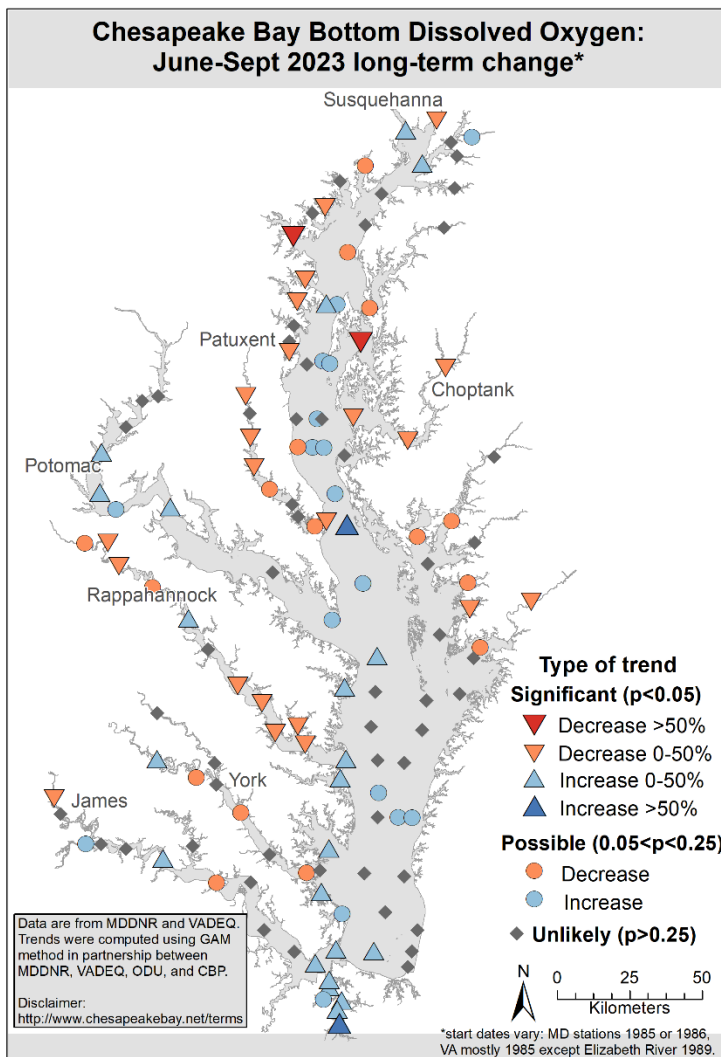 Chesapeake Bay Bottom Dissolved Oxygen:
June-Sept 2023 long-term change*
Susquehanna
Patuxent
Choptank
Potomac
Rappahannock
York
James
Type of trend
Significant (p<0.05)
Decrease >50%
Decrease 0-50%
Increase 0-50%
Increase >50%
Possible (0.05<p<0.25)
Decrease
Increase
Unlikely (p>0.25)
N
0 25 50
Kilometers
Data are from MDDNR and VADEQ.
Trends were computed using GAM
method in partnership between
MDDNR, VADEQ, ODU, and CBP.
Disclaimer:
http://www.chesapeakebay.net/terms
*start dates vary: MD stations 1985 or 1986,
VA mostly 1985 except Elizabeth River 1989.